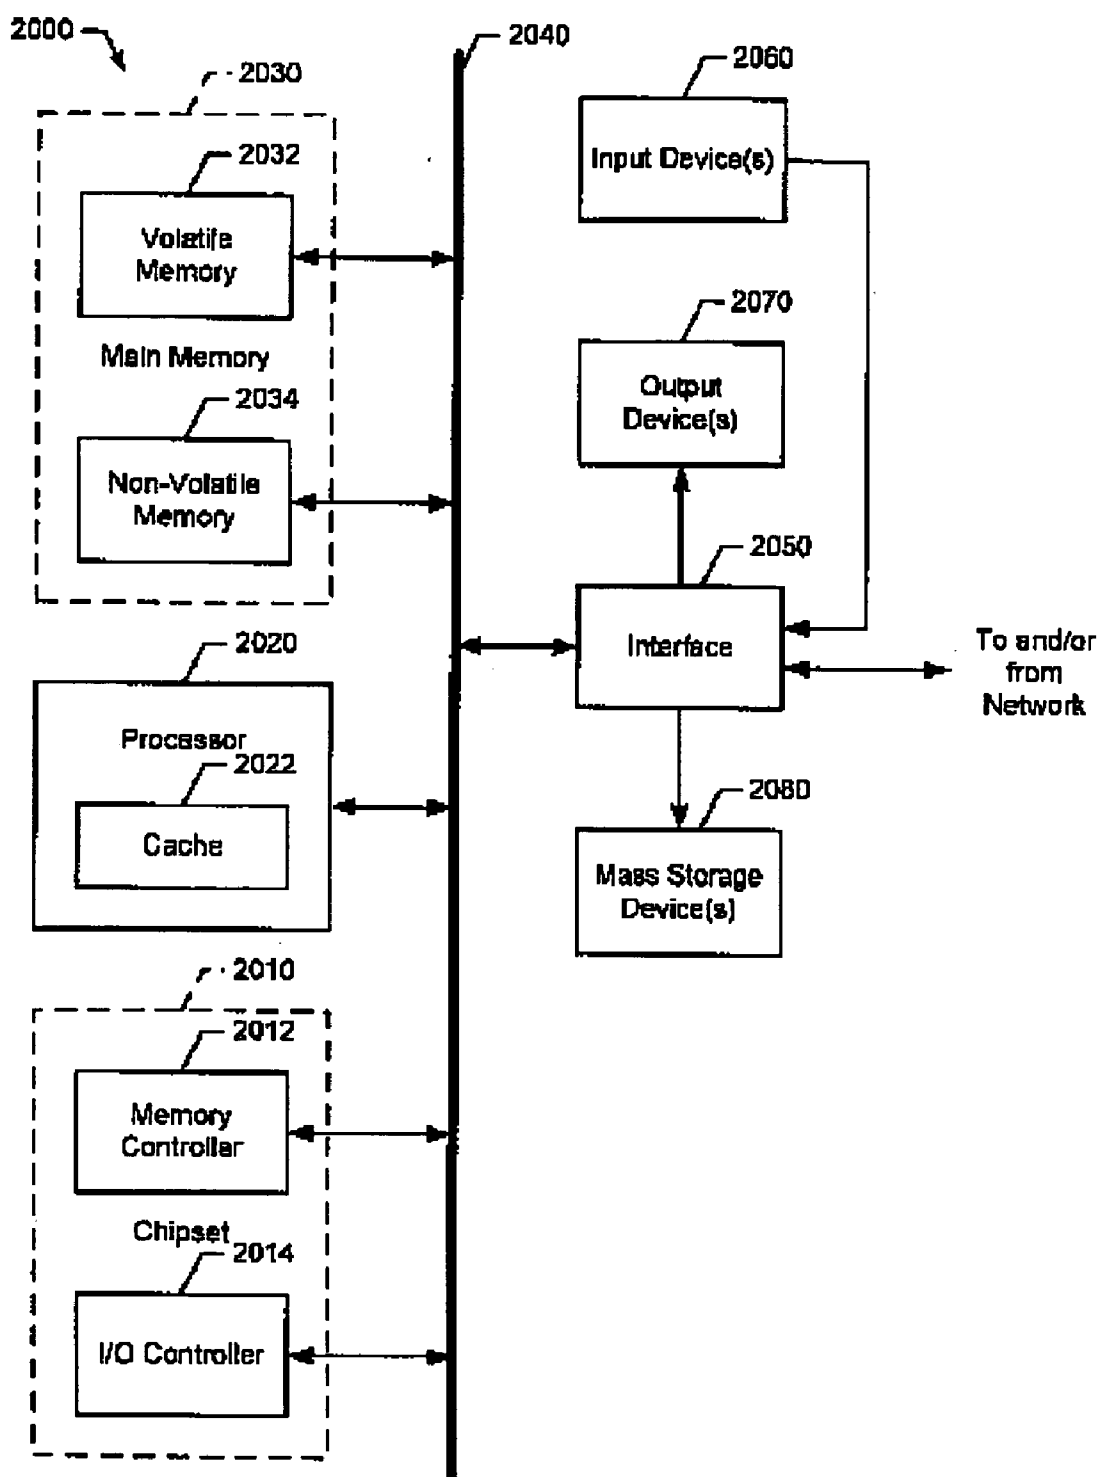 2000
2040
2030
2032
Volatile
Memory
Main Memory
2034
Non-Volatile
Memory
2020
Processor
2022
Cache
2010
2012
Memory
Controller
Chipset
2014
I/O Controller
2060
Input Device(s)
2070
Output
Device(s)
2050
Interface
To and/or
from
Network
2080
Mass Storage
Device(s)